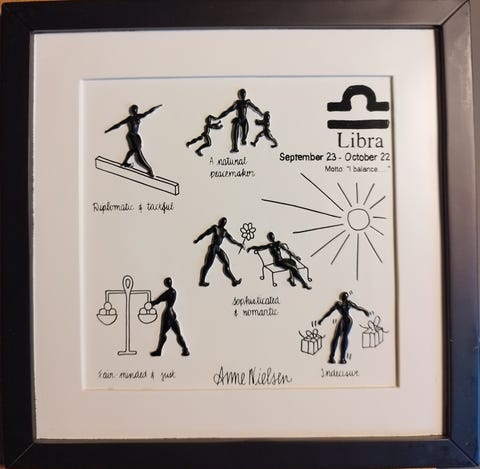 Libra
September 23 - October 22
Motto: "I balance....."
A natural
peacemaker
Diplomatic & tactful
sophisticated
& romantic
Fair minded & just
Anne Nielsen
Indecisive